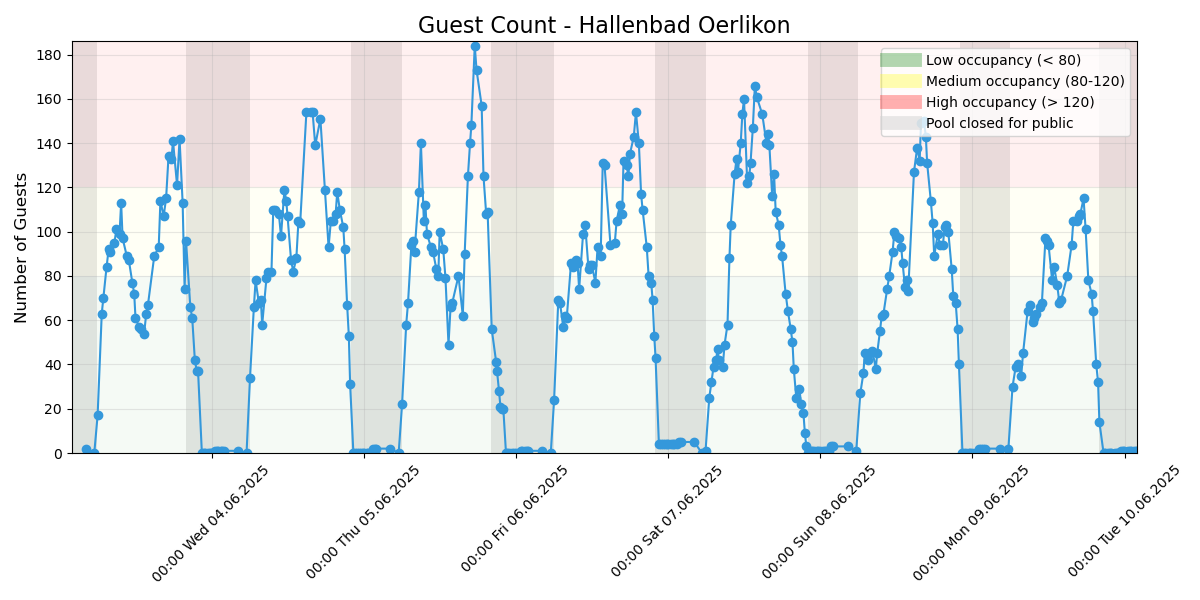 Guest Count - Hallenbad Oerlikon
Number of Guests
180
160
140
120
100
80
60
40
20
0
Low occupancy (< 80)
Medium occupancy (80-120)
High occupancy (> 120)
Pool closed for public
00:00 Wed 04.06.2025
00:00 Thu 05.06.2025
00:00 Fri 06.06.2025
00:00 Sat 07.06.2025
00:00 Sun 08.06.2025
00:00 Mon 09.06.2025
00:00 Tue 10.06.2025